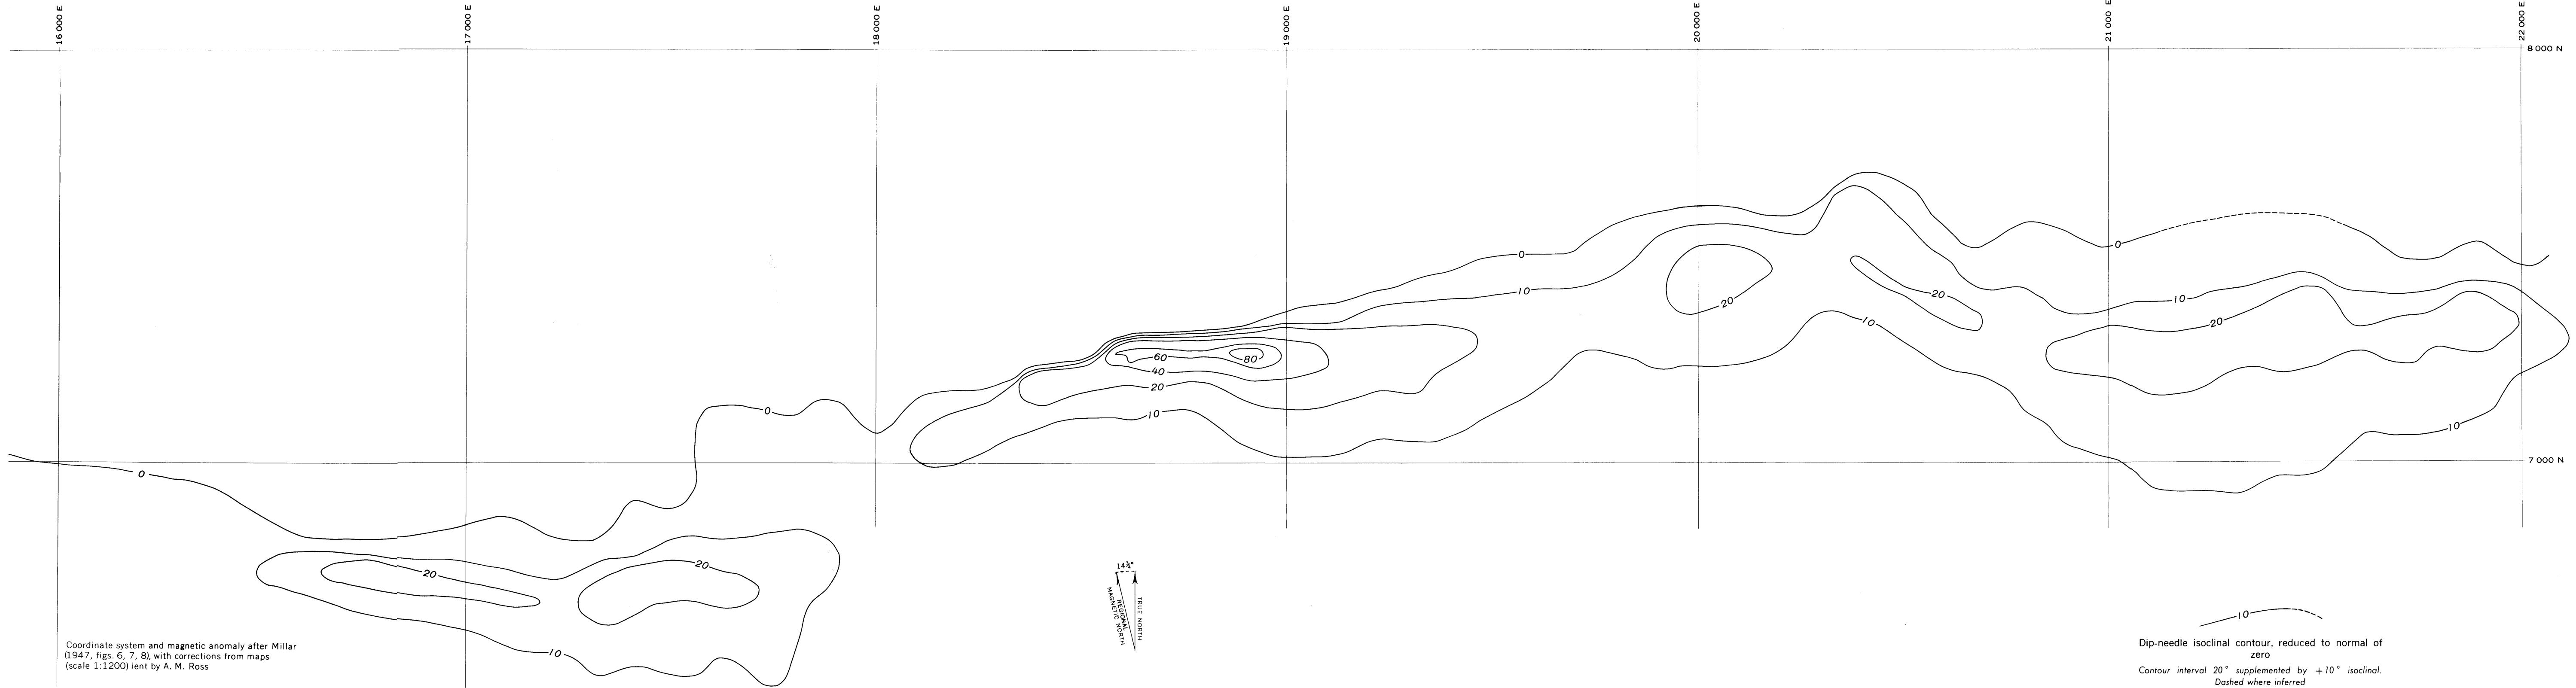 16 000 E
17 000 E
18 000 E
19 000 E
20 000 E
21 000 E
22 000 E
8 000 N
0
10
20
0
10
20
10
20
60
80
40
20
10
0
10
7 000 N
0
20
20
10
14¾°
REGIONAL
MAGNETIC NORTH
TRUE NORTH
Coordinate system and magnetic anomaly after Millar
(1947, figs. 6, 7, 8), with corrections from maps
(scale 1:1200) lent by A. M. Ross
10
Dip-needle isoclinal contour, reduced to normal of
zero
Contour interval 20° supplemented by +10° isoclinal.
Dashed where inferred